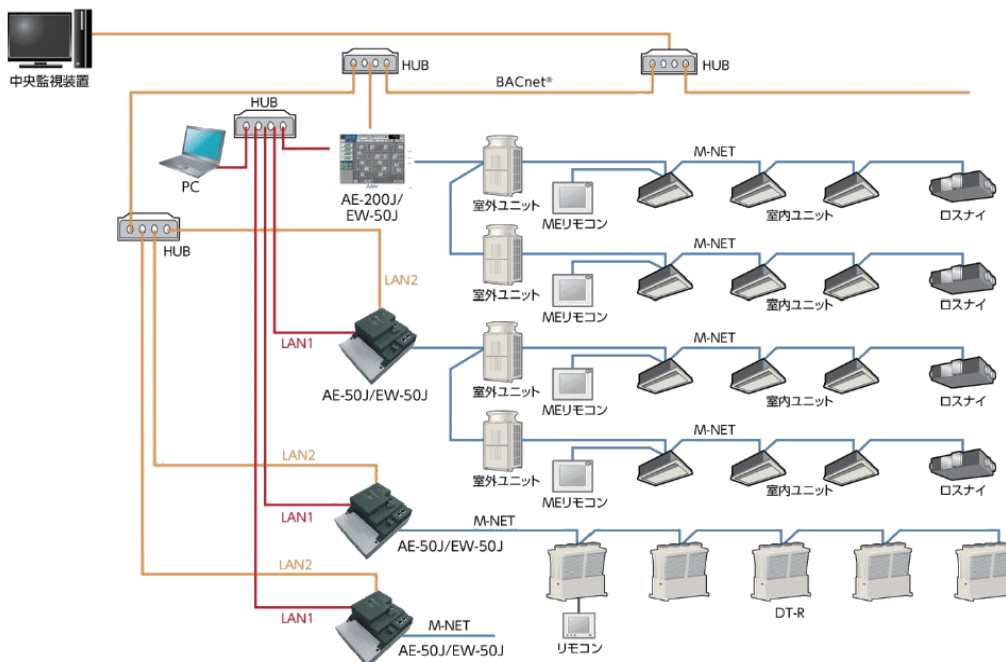 中央監視装置
HUB
HUB
BACnet®
HUB
PC
AE-200J/
EW-50J
室外ユニット
MEリモコン
M-NET
室内ユニット
ロスナイ
HUB
LAN2
室外ユニット
MEリモコン
M-NET
室内ユニット
ロスナイ
LAN1
AE-50J/EW-50J
室外ユニット
MEリモコン
M-NET
室内ユニット
ロスナイ
室外ユニット
MEリモコン
M-NET
室内ユニット
ロスナイ
LAN2
LAN1
AE-50J/EW-50J
M-NET
DT-R
リモコン
LAN2
LAN1
M-NET
AE-50J/EW-50J